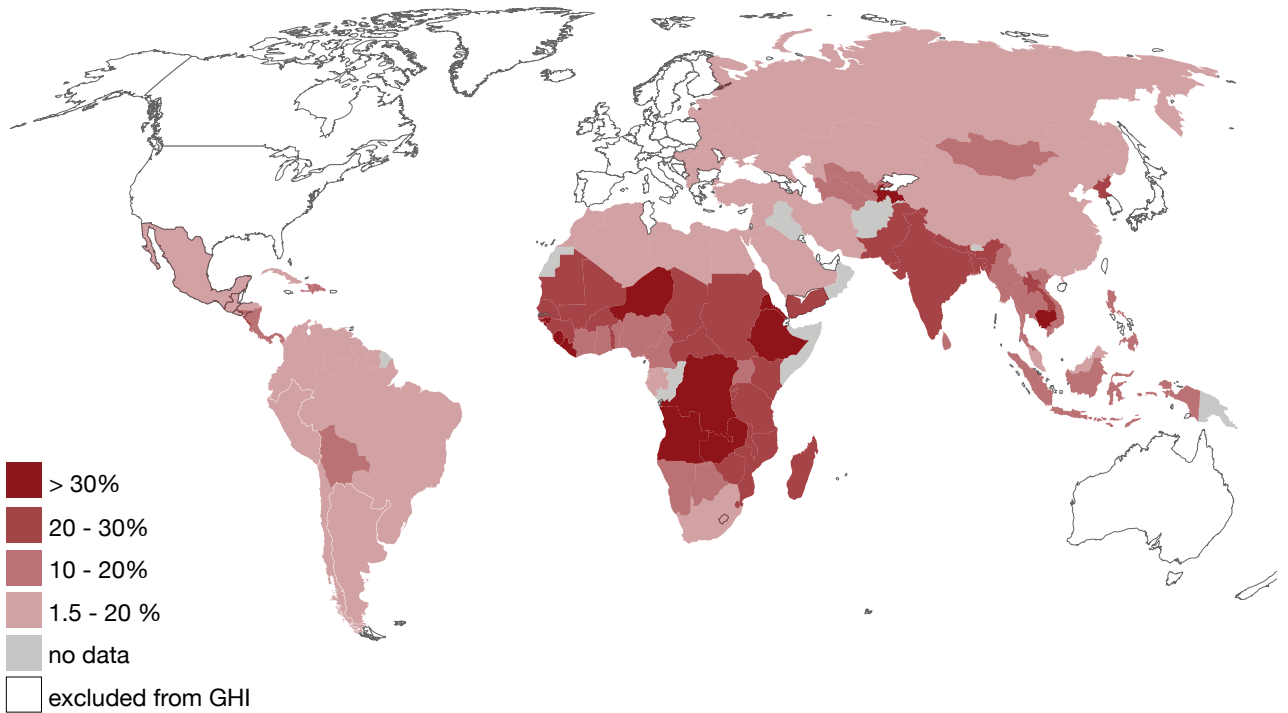 > 30%
20 - 30%
10 - 20%
1.5 - 20 %
no data
excluded from GHI